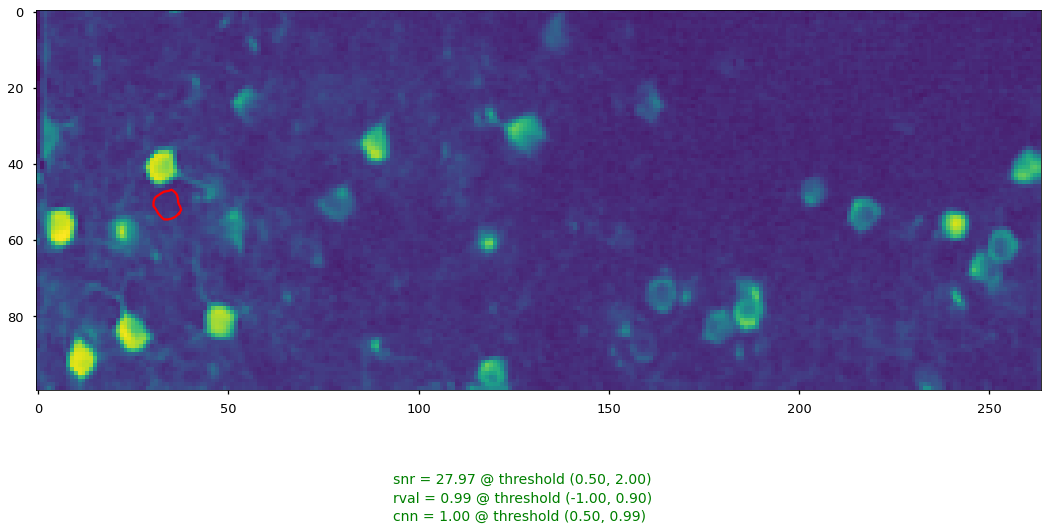 0
20
40
60
80
0 50 100 150 200 250
snr = 27.97 @ threshold (0.50, 2.00)
rval = 0.99 @ threshold (-1.00, 0.90)
cnn = 1.00 @ threshold (0.50, 0.99)